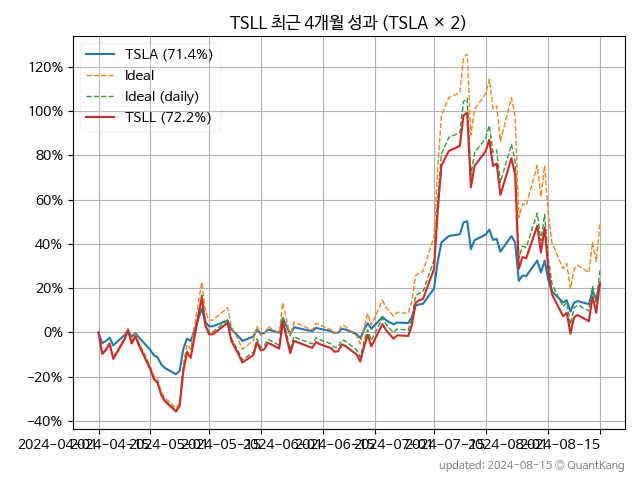 TSLL 최근 4개월 성과 (TSLA × 2)
TSLA (71.4%)
Ideal
Ideal (daily)
TSLL (72.2%)
120%
100%
80%
60%
40%
20%
0%
−20%
−40%
2024-04-01 2024-04-15 2024-05-01 2024-05-15 2024-06-01 2024-06-15 2024-07-01 2024-07-15 2024-08-01 2024-08-15
updated: 2024-08-15 ⓒ QuantKang